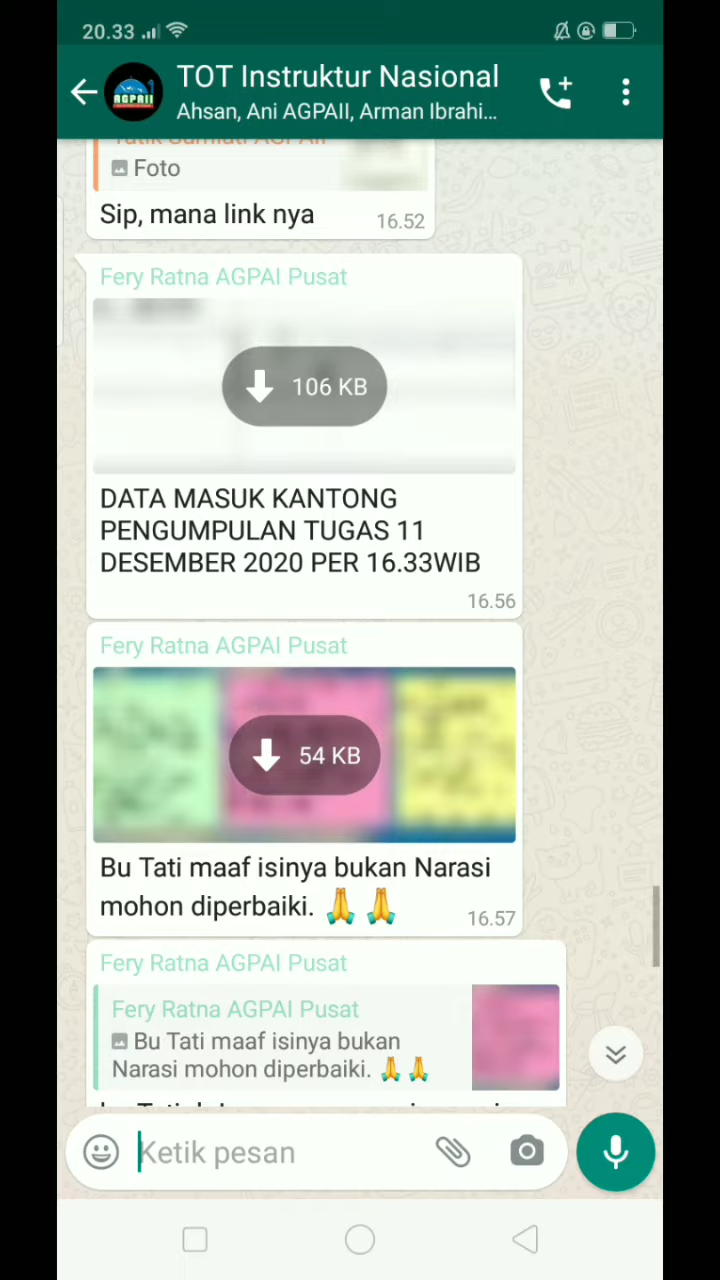 20.33
TOT Instruktur Nasional
AGPAII
Ahsan, Ani AGPAII, Arman Ibrahi...
Foto
Sip, mana link nya
16.52
Fery Ratna AGPAI Pusat
106 KB
DATA MASUK KANTONG
PENGUMPULAN TUGAS 11
DESEMBER 2020 PER 16.33WIB
16.56
Fery Ratna AGPAI Pusat
54 KB
Bu Tati maaf isinya bukan Narasi
mohon diperbaiki. 🙏 🙏
16.57
Fery Ratna AGPAI Pusat
Fery Ratna AGPAI Pusat
Bu Tati maaf isinya bukan
Narasi mohon diperbaiki. 🙏 🙏
Ketik pesan